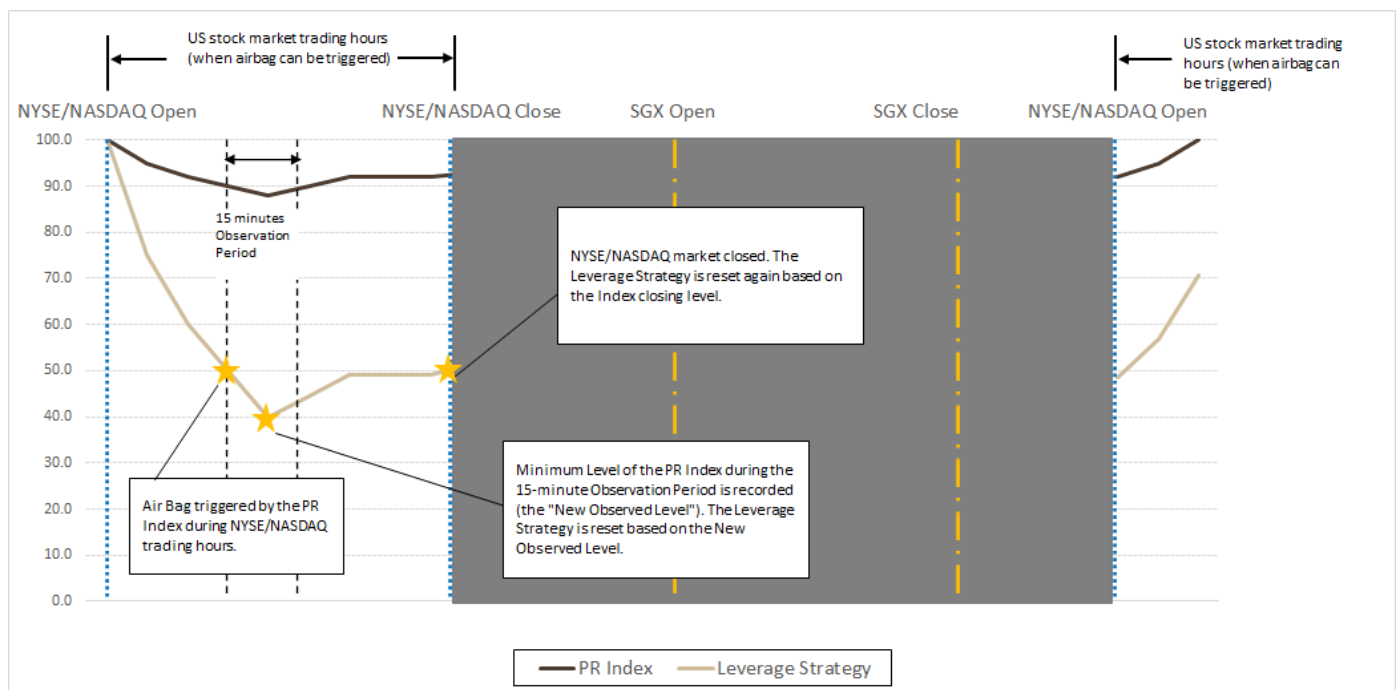 US stock market trading hours
(when airbag can be triggered)
US stock market trading
hours (when airbag can
be triggered)
NYSE/NASDAQ Open
NYSE/NASDAQ Close
SGX Open
SGX Close
NYSE/NASDAQ Open
100.0
90.0
80.0
70.0
60.0
50.0
40.0
30.0
20.0
10.0
0.0
15 minutes
Observation
Period
NYSE/NASDAQ market closed. The
Leverage Strategy is reset again based on
the Index closing level.
Air Bag triggered by the PR
Index during NYSE/NASDAQ
trading hours.
Minimum Level of the PR Index during the
15-minute Observation Period is recorded
(the "New Observed Level"). The Leverage
Strategy is reset based on the New
Observed Level.
PR Index
Leverage Strategy